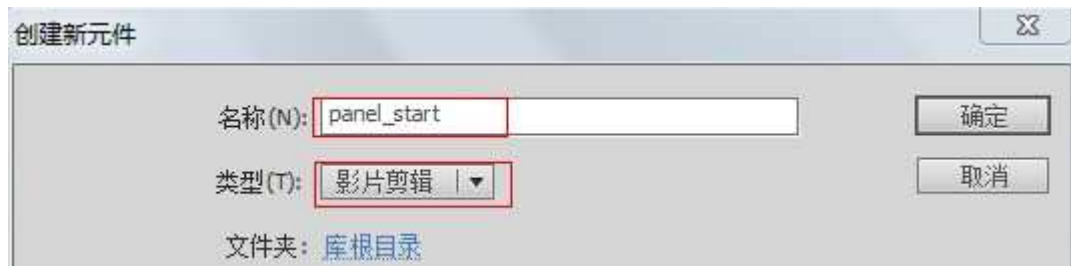 创建新元件
名称(N): panel_start 确定
类型(T): 影片剪辑 取消
文件夹: 库根目录